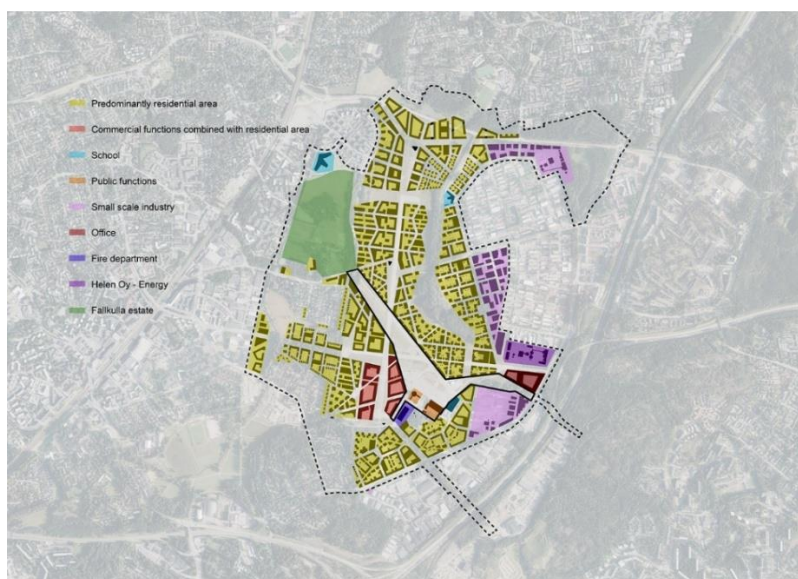 Predominantly residential area
Commercial functions combined with residential area
School
Public functions
Small scale industry
Office
Fire department
Helen Oy - Energy
Fallkulla estate